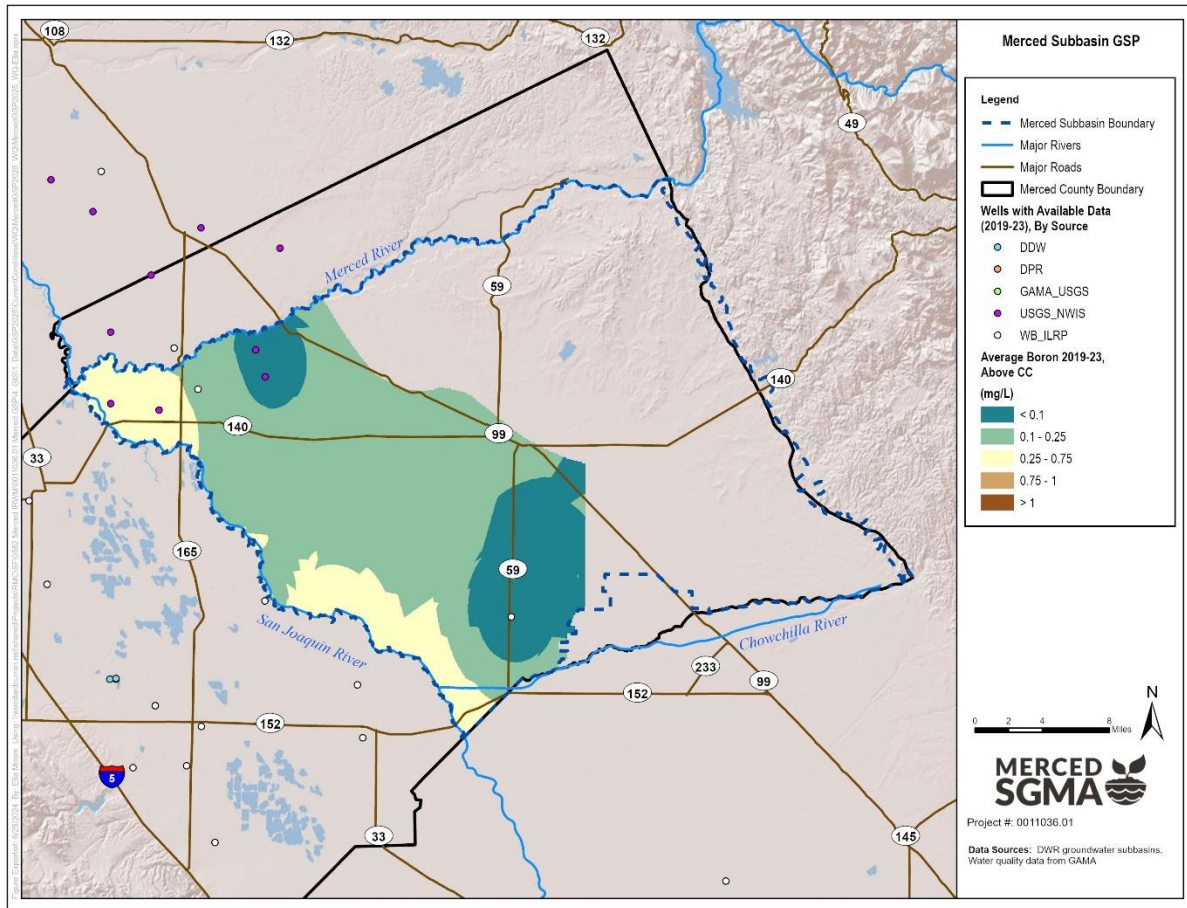 Merced Subbasin GSP
Legend
Merced Subbasin Boundary
Major Rivers
Major Roads
Merced County Boundary
Wells with Available Data
(2019-23), By Source
DDW
DPR
GAMA_USGS
USGS_NWIS
WB_ILRP
Average Boron 2019-23,
Above CC
(mg/L)
< 0.1
0.1 - 0.25
0.25 - 0.75
0.75 - 1
> 1
N
0 2 4 8
Miles
MERCED
SGMA
Project #: 0011036.01
Data Sources: DWR groundwater subbasins,
Water quality data from GAMA
108
132
132
49
Merced River
59
140
140
99
33
165
59
San Joaquin River
Chowchilla River
233
99
152
152
5
33
145